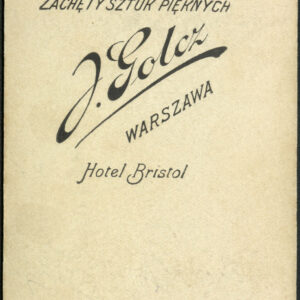 ZACHĘTY SZTUK PIĘKNYCH
J. Golcz
WARSZAWA
Hotel Bristol